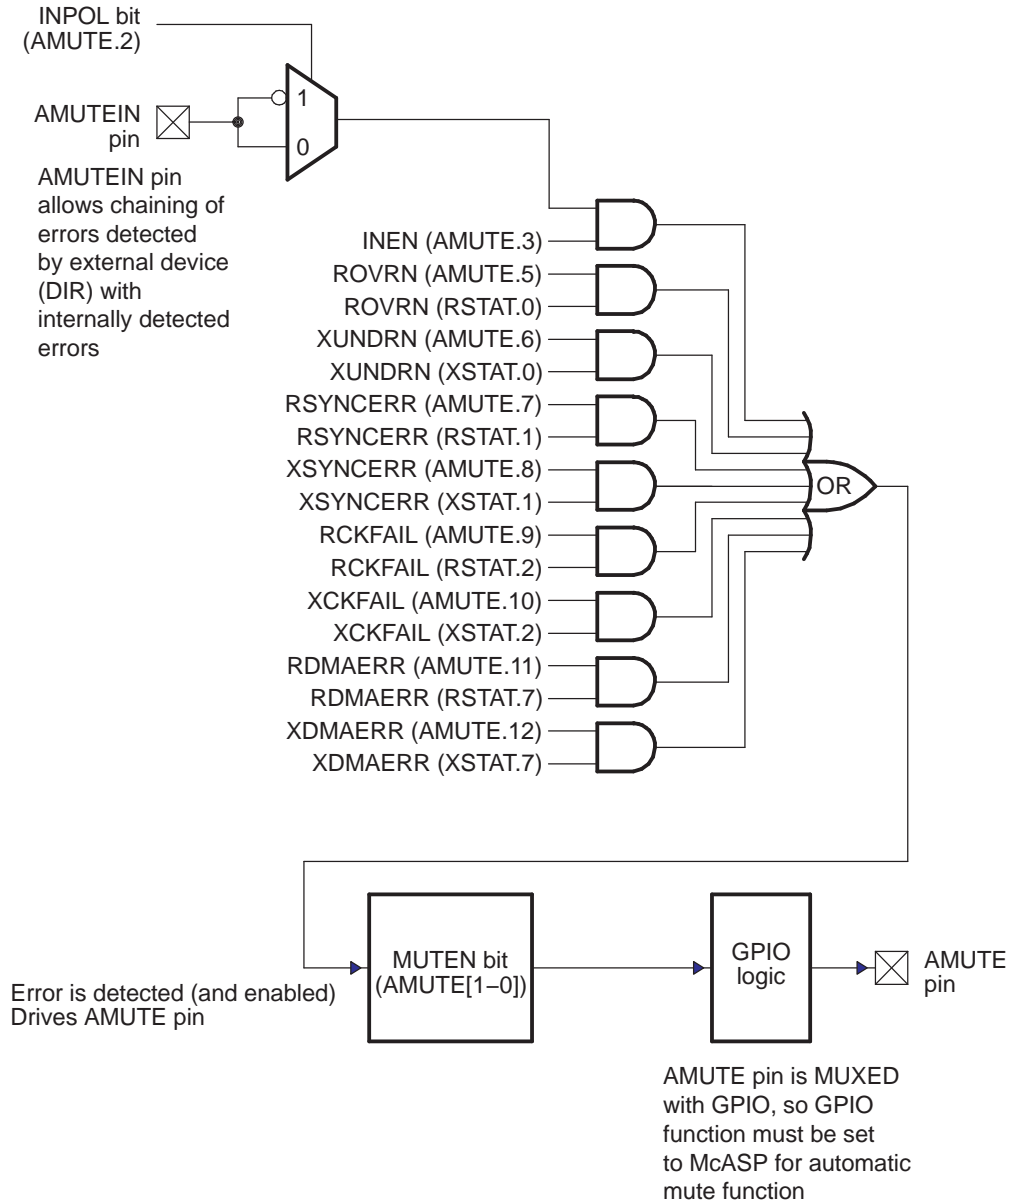 INPOL bit
(AMUTE.2)
AMUTEIN
pin
1
0
AMUTEIN pin
allows chaining of
errors detected
by external device
(DIR) with
internally detected
errors
INEN (AMUTE.3)
ROVRN (AMUTE.5)
ROVRN (RSTAT.0)
XUNDRN (AMUTE.6)
XUNDRN (XSTAT.0)
RSYNCERR (AMUTE.7)
RSYNCERR (RSTAT.1)
XSYNCERR (AMUTE.8)
XSYNCERR (XSTAT.1)
RCKFAIL (AMUTE.9)
RCKFAIL (RSTAT.2)
XCKFAIL (AMUTE.10)
XCKFAIL (XSTAT.2)
RDMAERR (AMUTE.11)
RDMAERR (RSTAT.7)
XDMAERR (AMUTE.12)
XDMAERR (XSTAT.7)
OR
Error is detected (and enabled)
Drives AMUTE pin
MUTEN bit
(AMUTE[1−0])
GPIO
logic
AMUTE
pin
AMUTE pin is MUXED
with GPIO, so GPIO
function must be set
to McASP for automatic
mute function